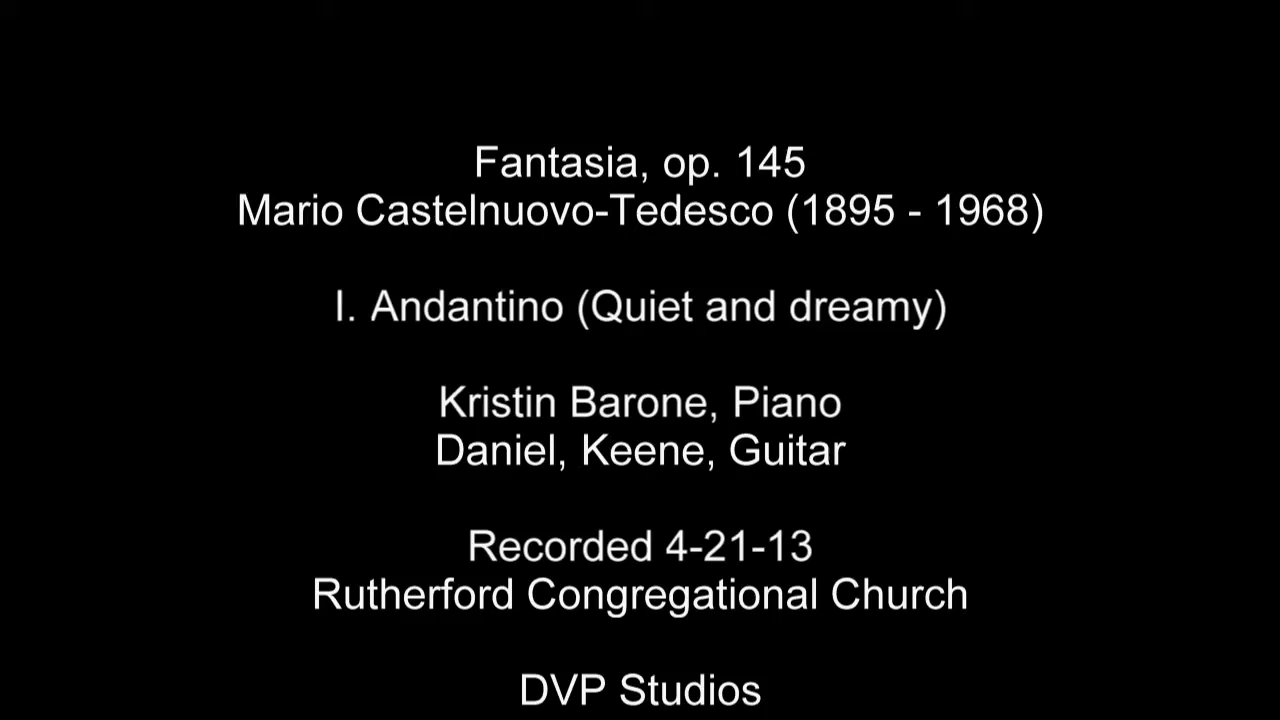 Fantasia, op. 145
Mario Castelnuovo-Tedesco (1895 - 1968)
I. Andantino (Quiet and dreamy)
Kristin Barone, Piano
Daniel, Keene, Guitar
Recorded 4-21-13
Rutherford Congregational Church
DVP Studios